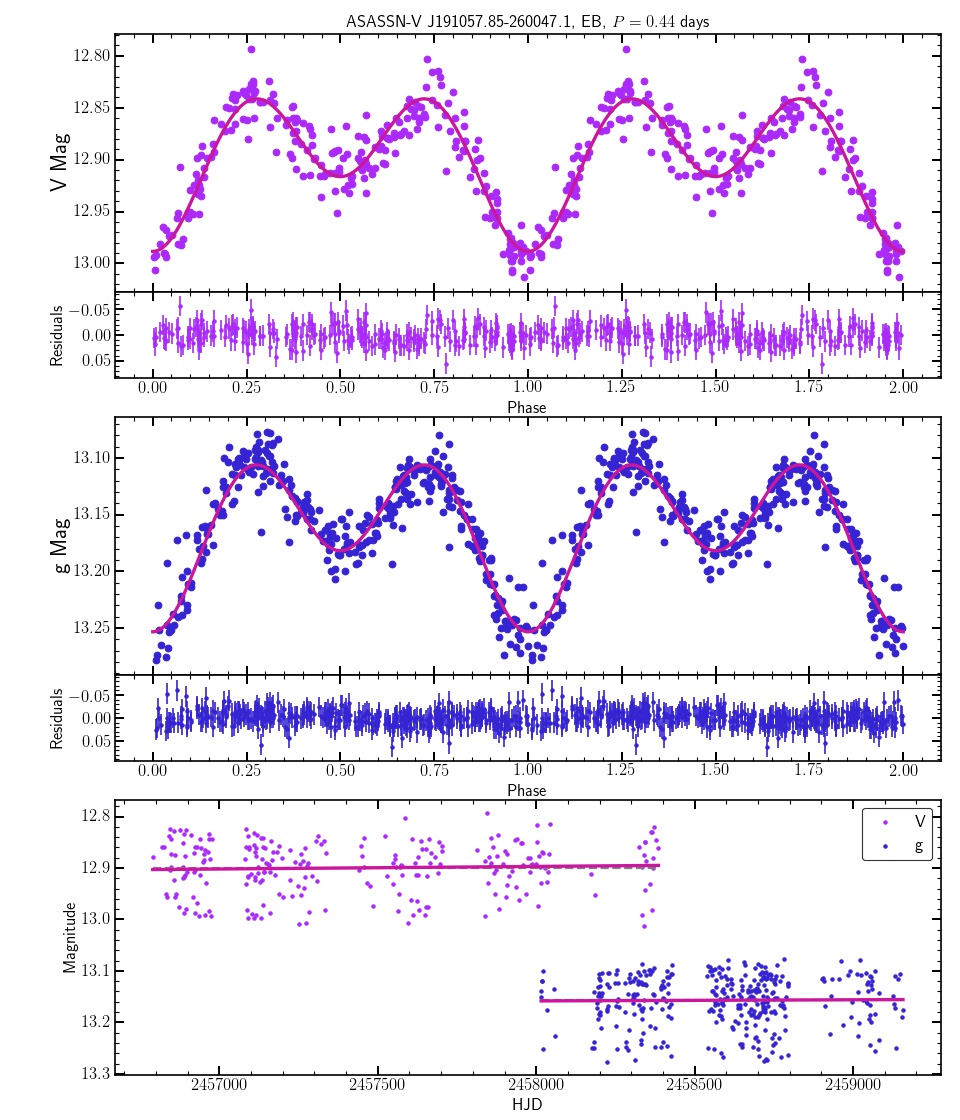 ASASSN-V J191057.85-260047.1, EB, P = 0.44 days
12.80
12.85
12.90
12.95
13.00
V Mag
−0.05
0.00
0.05
Residuals
0.00 0.25 0.50 0.75 1.00 1.25 1.50 1.75 2.00
Phase
13.10
13.15
13.20
13.25
g Mag
−0.05
0.00
0.05
Residuals
0.00 0.25 0.50 0.75 1.00 1.25 1.50 1.75 2.00
Phase
12.8
12.9
13.0
13.1
13.2
13.3
Magnitude
V
g
2457000 2457500 2458000 2458500 2459000
HJD